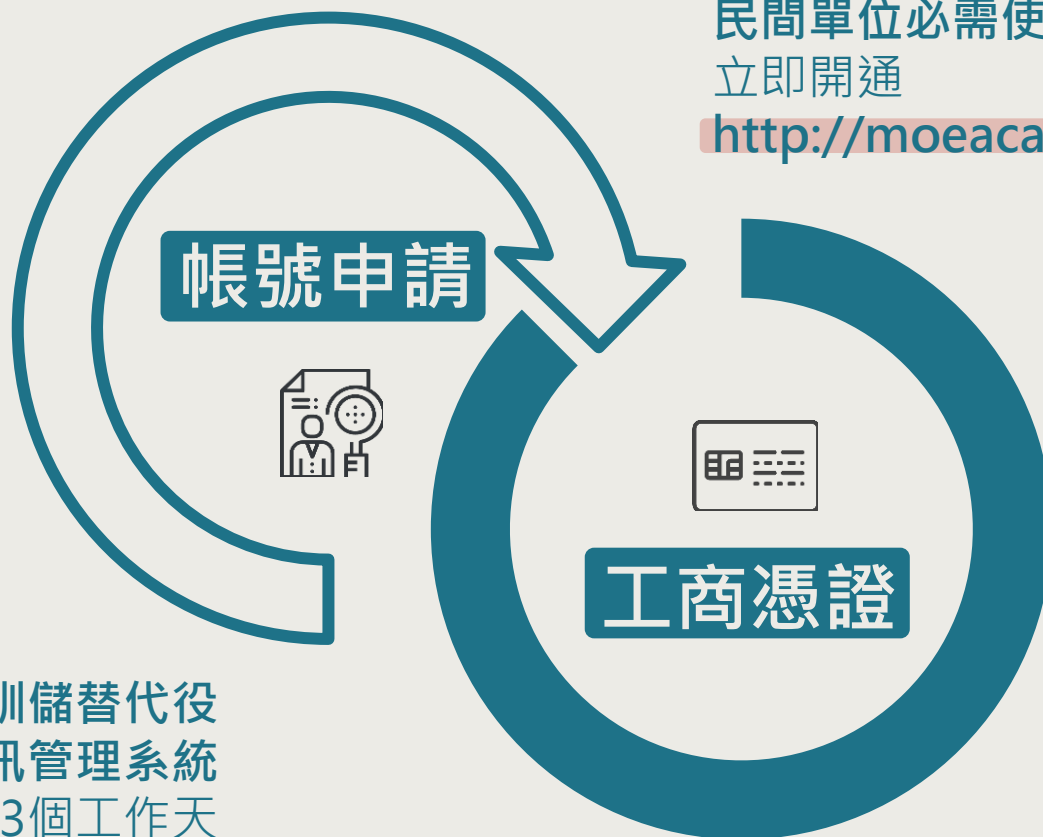 民間單位必需使
立即開通
http://moeaca
帳號申請
工商憑證
訓儲替代役
訊管理系統
3個工作天